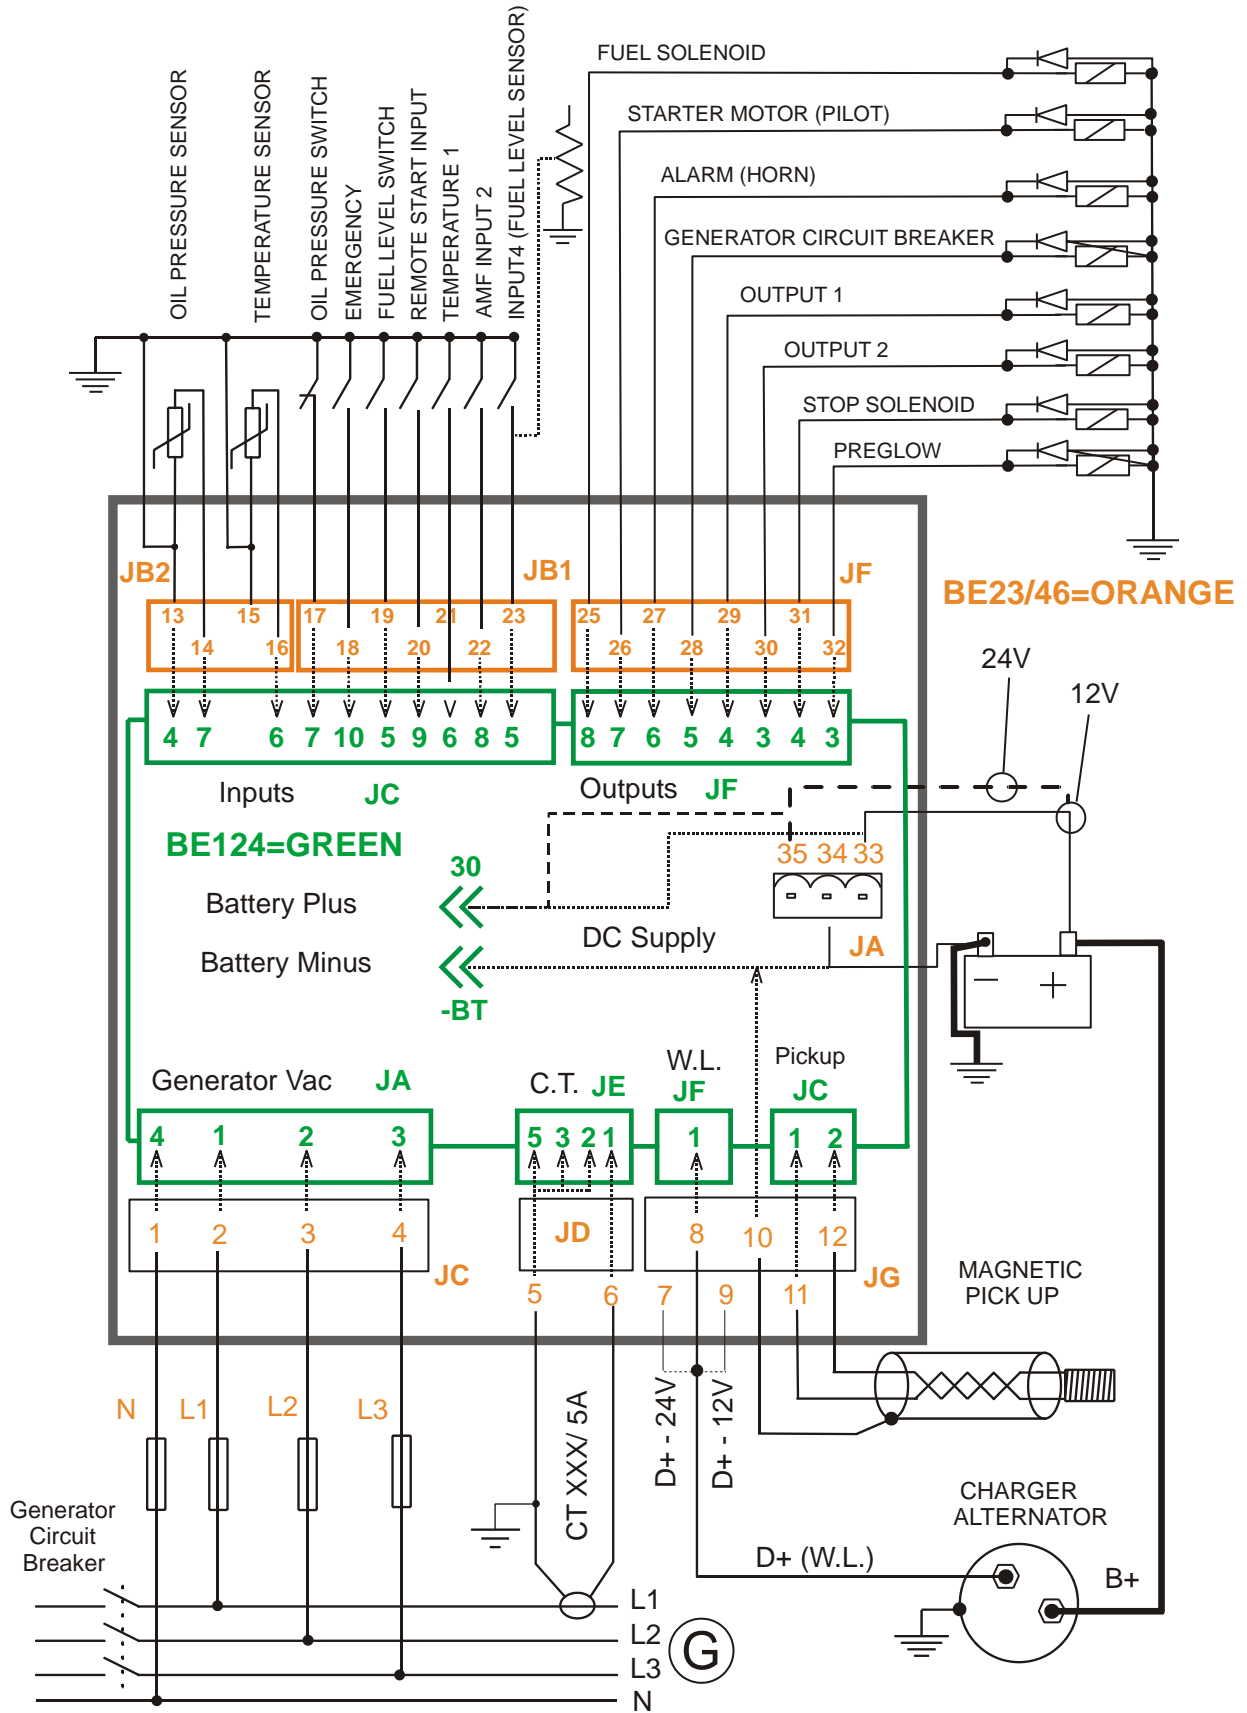 FUEL SOLENOID
STARTER MOTOR (PILOT)
ALARM (HORN)
GENERATOR CIRCUIT BREAKER
OUTPUT 1
OUTPUT 2
STOP SOLENOID
PREGLOW
OIL PRESSURE SENSOR
TEMPERATURE SENSOR
OIL PRESSURE SWITCH
EMERGENCY
FUEL LEVEL SWITCH
REMOTE START INPUT
TEMPERATURE 1
AMF INPUT 2
INPUT4 (FUEL LEVEL SENSOR)
JB2
JB1
JF
BE23/46=ORANGE
13 15 17 19 21 23 25 27 29 31
14 16 18 20 22 26 28 30 32
24V
12V
4 7 6 7 10 5 9 6 8 5
8 7 6 5 4 3 4 3
Inputs JC
Outputs JF
BE124=GREEN
35 34 33
30
Battery Plus
DC Supply
JA
Battery Minus
-BT
− +
Generator Vac JA
C.T. JE
W.L.
JF
Pickup
JC
4 1 2 3
5 3 2 1
1
1 2
1 2 3 4
JC
JD
8 10 12
JG
5 6 7 9 11
MAGNETIC
PICK UP
N L1 L2 L3
CT XXX/ 5A
D+ - 24V
D+ - 12V
Generator
Circuit
Breaker
CHARGER
ALTERNATOR
D+ (W.L.)
B+
L1
L2
L3
N
G